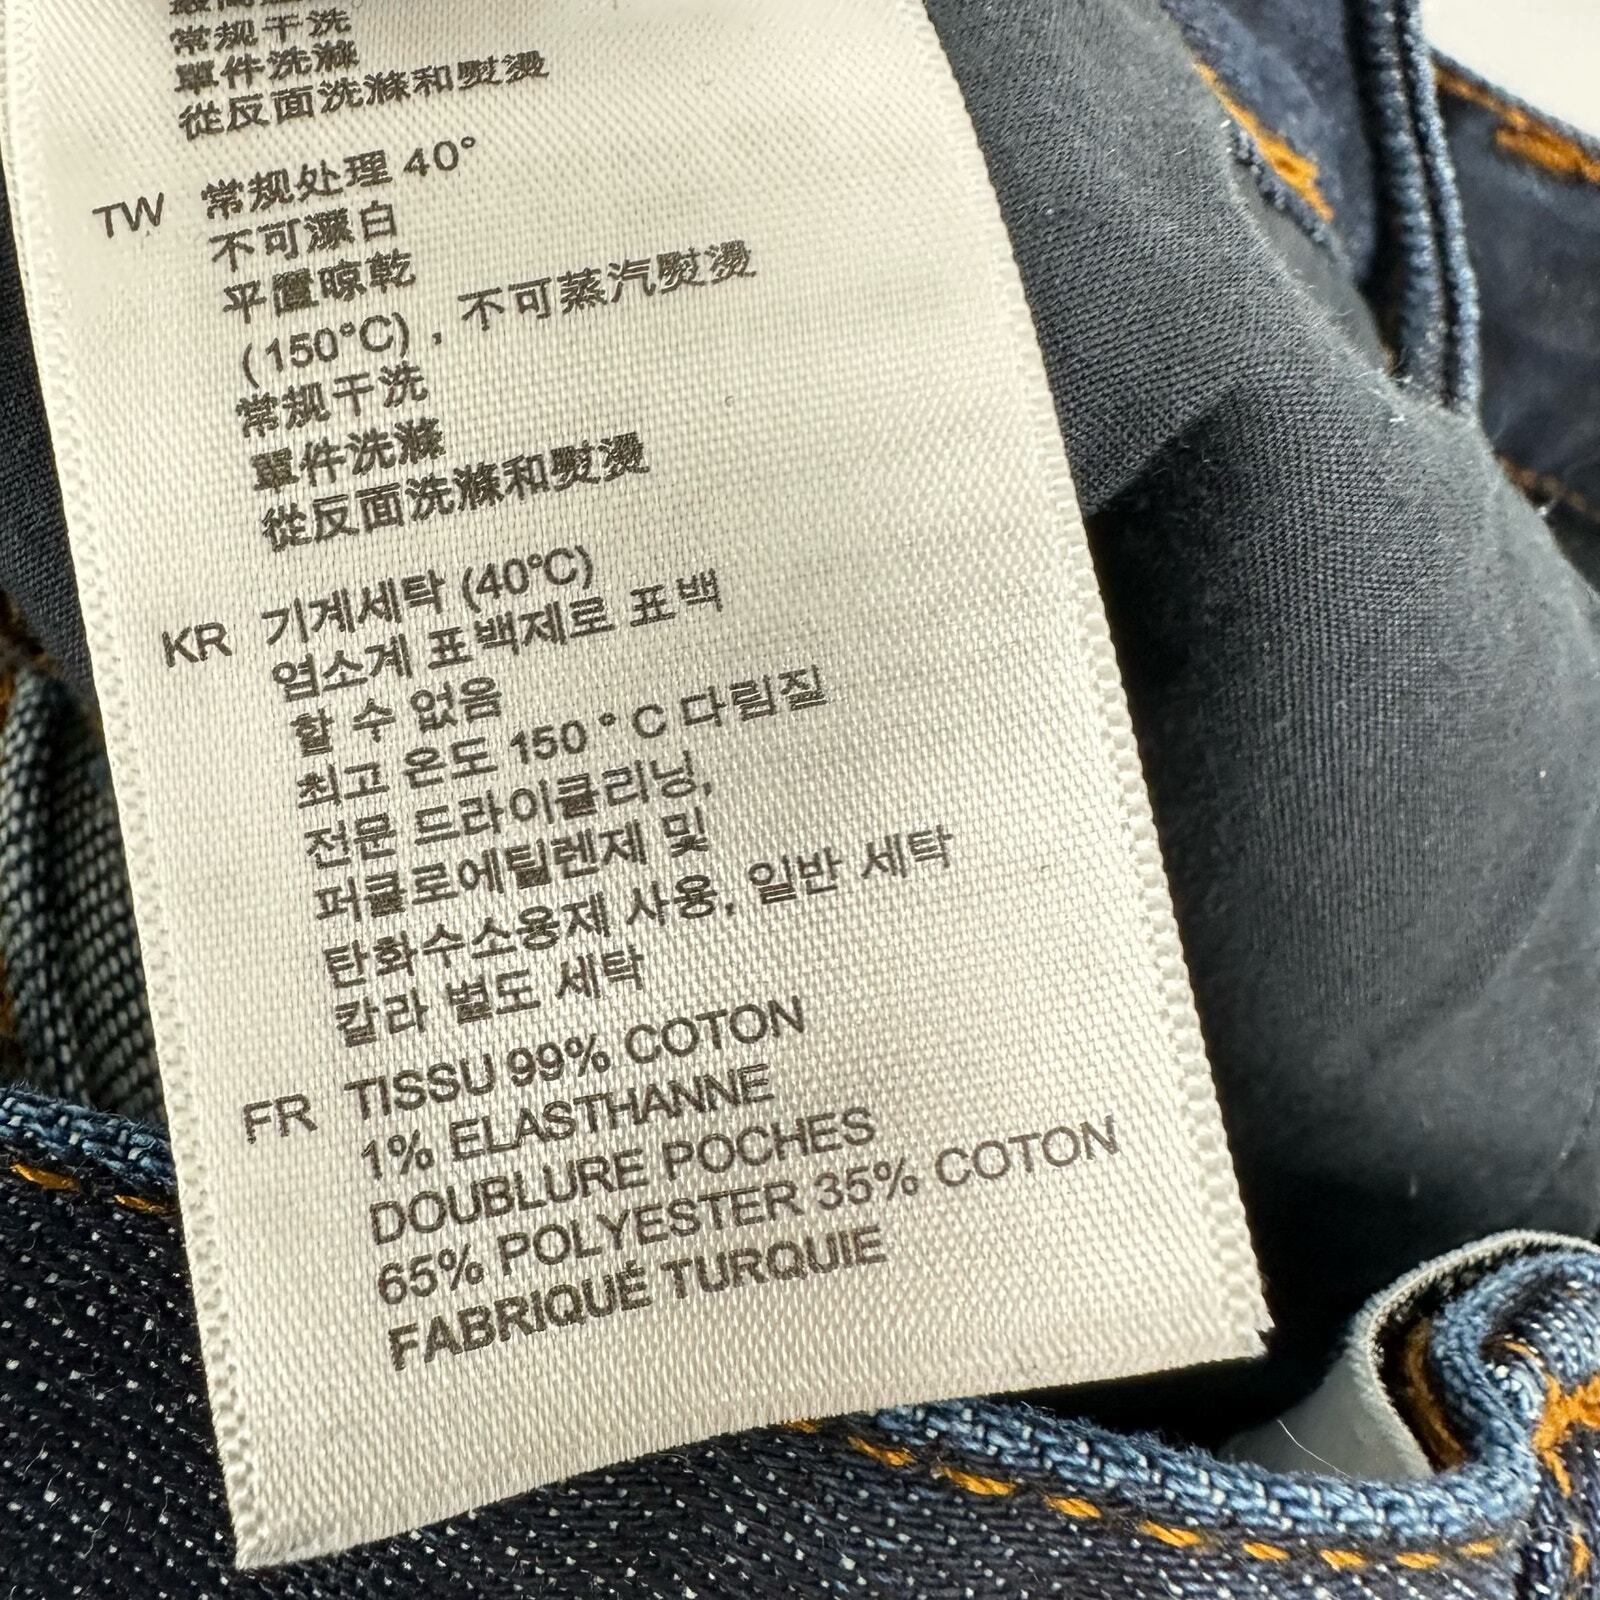 常规干洗
單件洗滌
從反面洗滌和熨燙
TW 常规处理 40°
不可漂白
平置晾乾
(150°C) , 不可蒸汽熨燙
常规干洗
單件洗滌
從反面洗滌和熨燙
KR 기계세탁 (40℃)
염소계 표백제로 표백
할 수 없음
최고 온도 150 ° C 다림질
전문 드라이클리닝,
퍼클로에틸렌제 및
탄화수소용제 사용, 일반 세탁
칼라 별도 세탁
FR TISSU 99% COTON
1% ELASTHANNE
DOUBLURE POCHES
65% POLYESTER 35% COTON
FABRIQUÉ TURQUIE